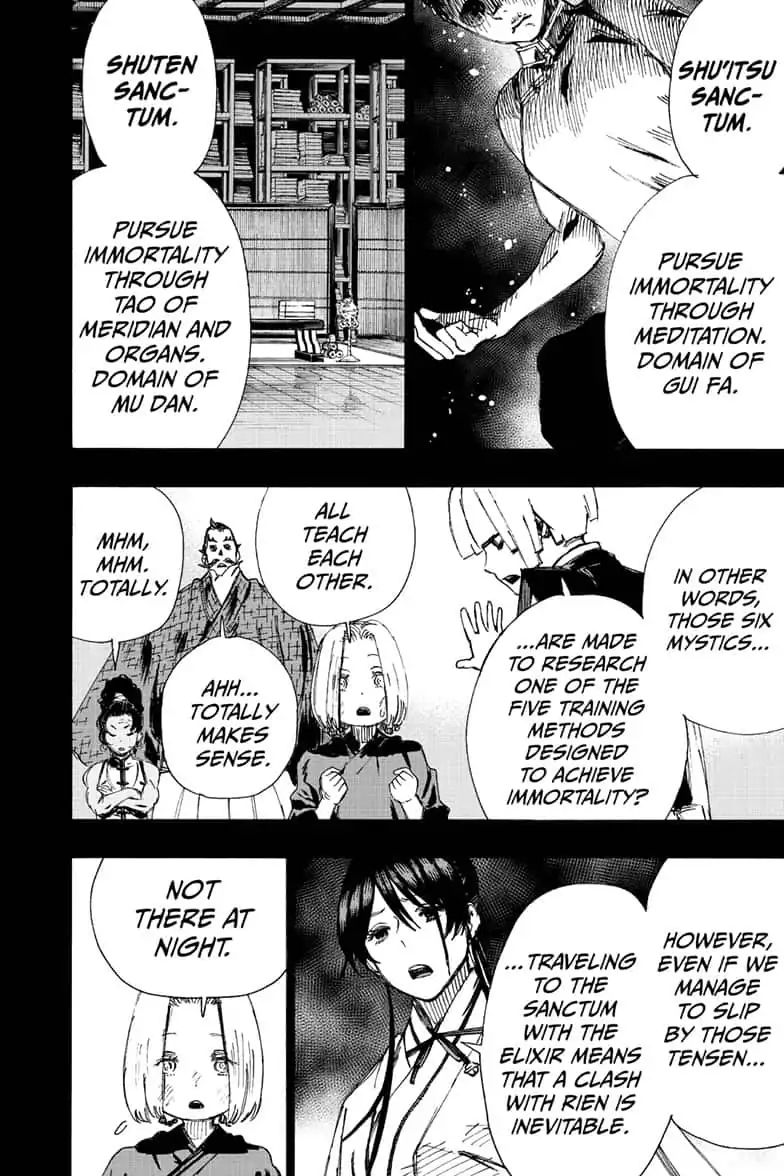 SHU'ITSU
SANC-
TUM.
PURSUE
IMMORTALITY
THROUGH
MEDITATION.
DOMAIN OF
GUI FA.
SHUTEN
SANC-
TUM.
PURSUE
IMMORTALITY
THROUGH
TAO OF
MERIDIAN AND
ORGANS.
DOMAIN OF
MU DAN.
IN OTHER
WORDS,
THOSE SIX
MYSTICS...
...ARE MADE
TO RESEARCH
ONE OF THE
FIVE TRAINING
METHODS
DESIGNED
TO ACHIEVE
IMMORTALITY?
ALL
TEACH
EACH
OTHER.
AHH...
TOTALLY
MAKES
SENSE.
MHM,
MHM.
TOTALLY.
HOWEVER,
EVEN IF WE
MANAGE
TO SLIP
BY THOSE
TENSEN...
...TRAVELING
TO THE
SANCTUM
WITH THE
ELIXIR MEANS
THAT A CLASH
WITH RIEN IS
INEVITABLE.
NOT
THERE AT
NIGHT.